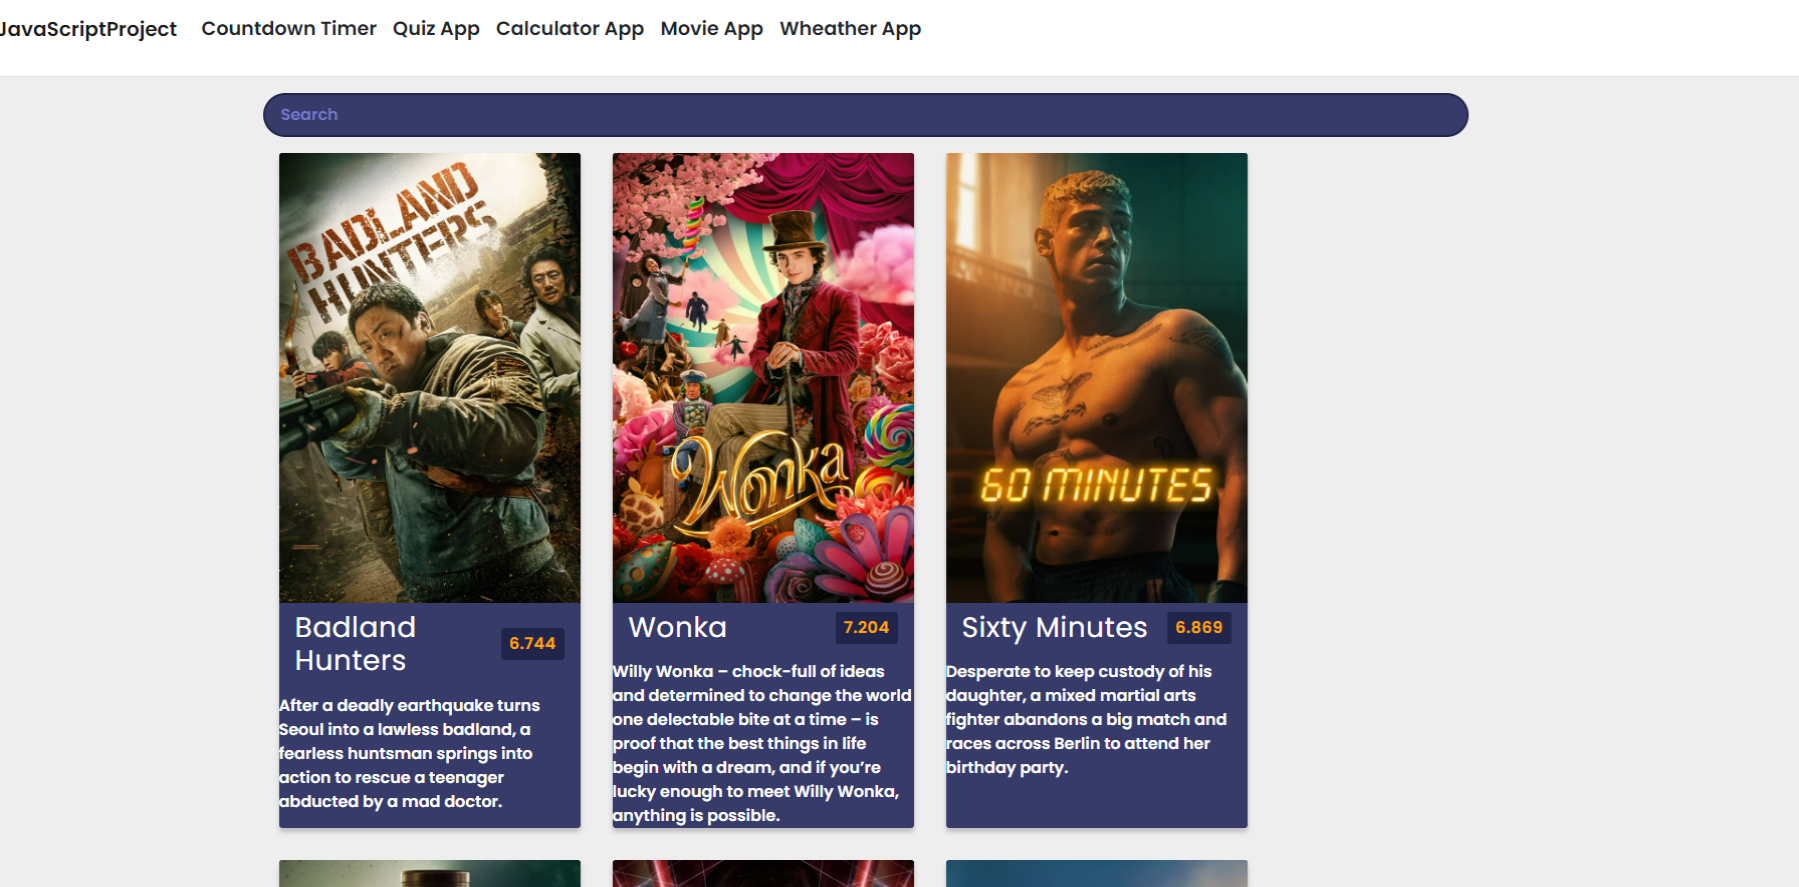 JavaScriptProject Countdown Timer Quiz App Calculator App Movie App Wheather App
Search
BADLAND
HUNTERS
Wonka
60 MINUTES
Badland
Hunters
6.744
After a deadly earthquake turns
Seoul into a lawless badland, a
fearless huntsman springs into
action to rescue a teenager
abducted by a mad doctor.
Wonka
7.204
Willy Wonka – chock-full of ideas
and determined to change the world
one delectable bite at a time – is
proof that the best things in life
begin with a dream, and if you’re
lucky enough to meet Willy Wonka,
anything is possible.
Sixty Minutes
6.869
Desperate to keep custody of his
daughter, a mixed martial arts
fighter abandons a big match and
races across Berlin to attend her
birthday party.